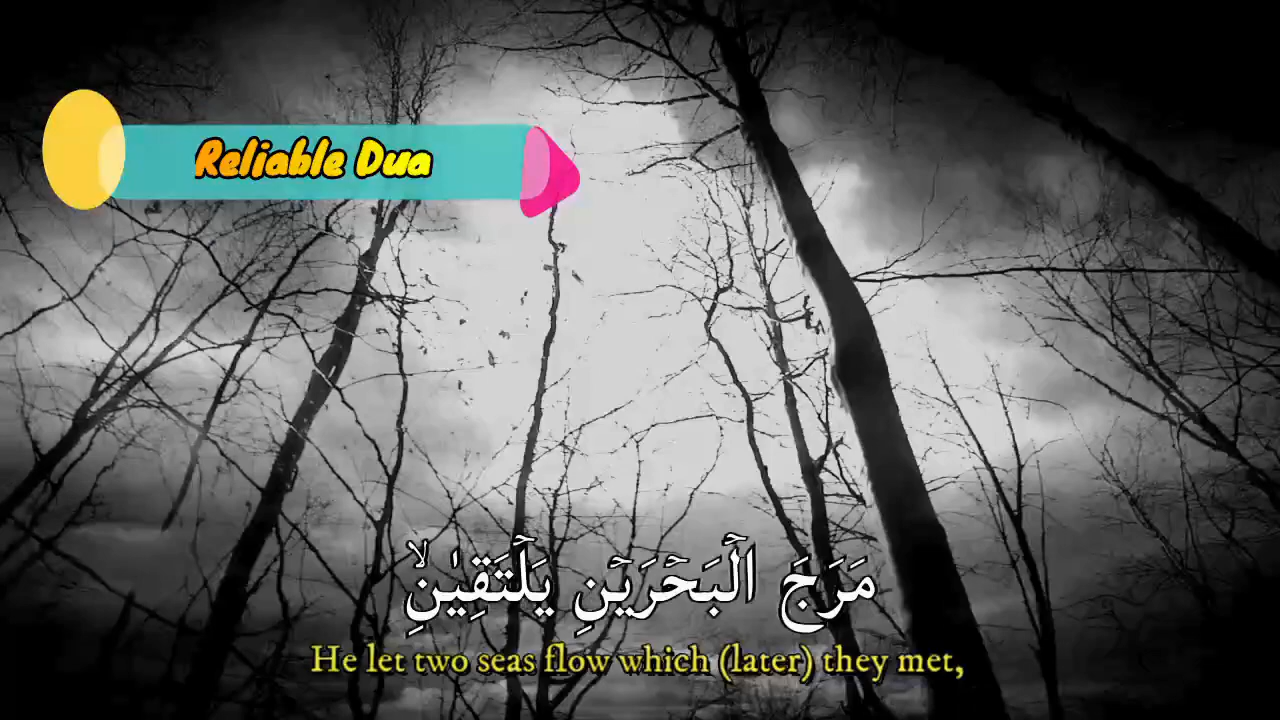 Reliable Dua
مَرَجَ الْبَحْرَيْنِ يَلْتَقِيٰنِۙ
He let two seas flow which (later) they met,